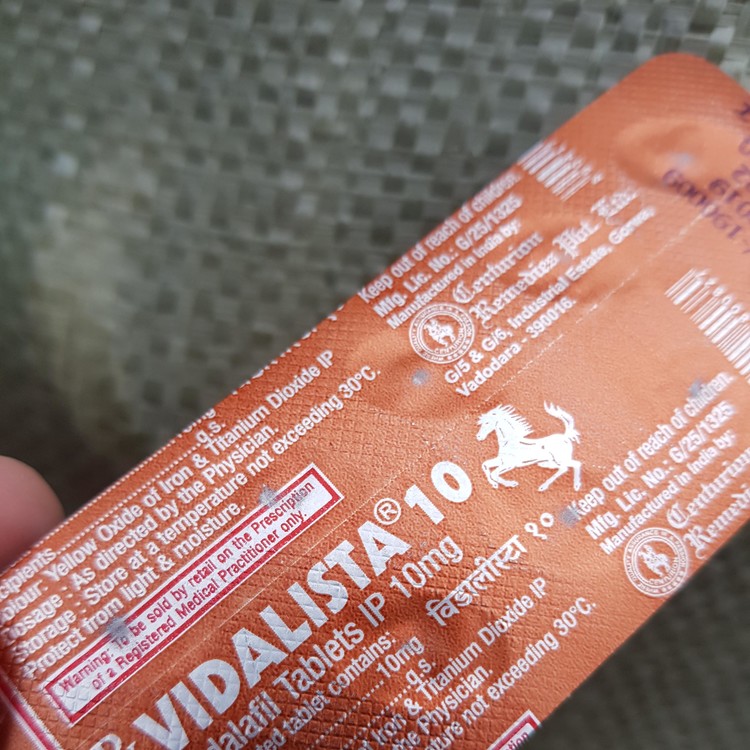 Keep out of reach of children.
Mfg. Lic. No.: G/25/1325
Manufactured in India by:
Centurion
Remedies Pvt. Ltd.
G/5 & G/6, Industrial Estate, Gorwa,
Vadodara - 390016.
q.s.
Colour: Yellow Oxide of Iron & Titanium Dioxide IP
: As directed by the Physician.
Storage : Store at a temperature not exceeding 30°C.
Protect from light & moisture.
Warning: To be sold by retail on the Prescription
of a Registered Medical Practitioner only.
VIDALISTA® 10
Tablets IP 10mg
विडालीस्टा १०
tablet contains:
10mg
q.s.
Iron & Titanium Dioxide IP
the Physician.
not exceeding 30°C.
Keep out of reach of children.
Mfg. Lic. No.: G/25/1325
Manufactured in India by:
Centurion